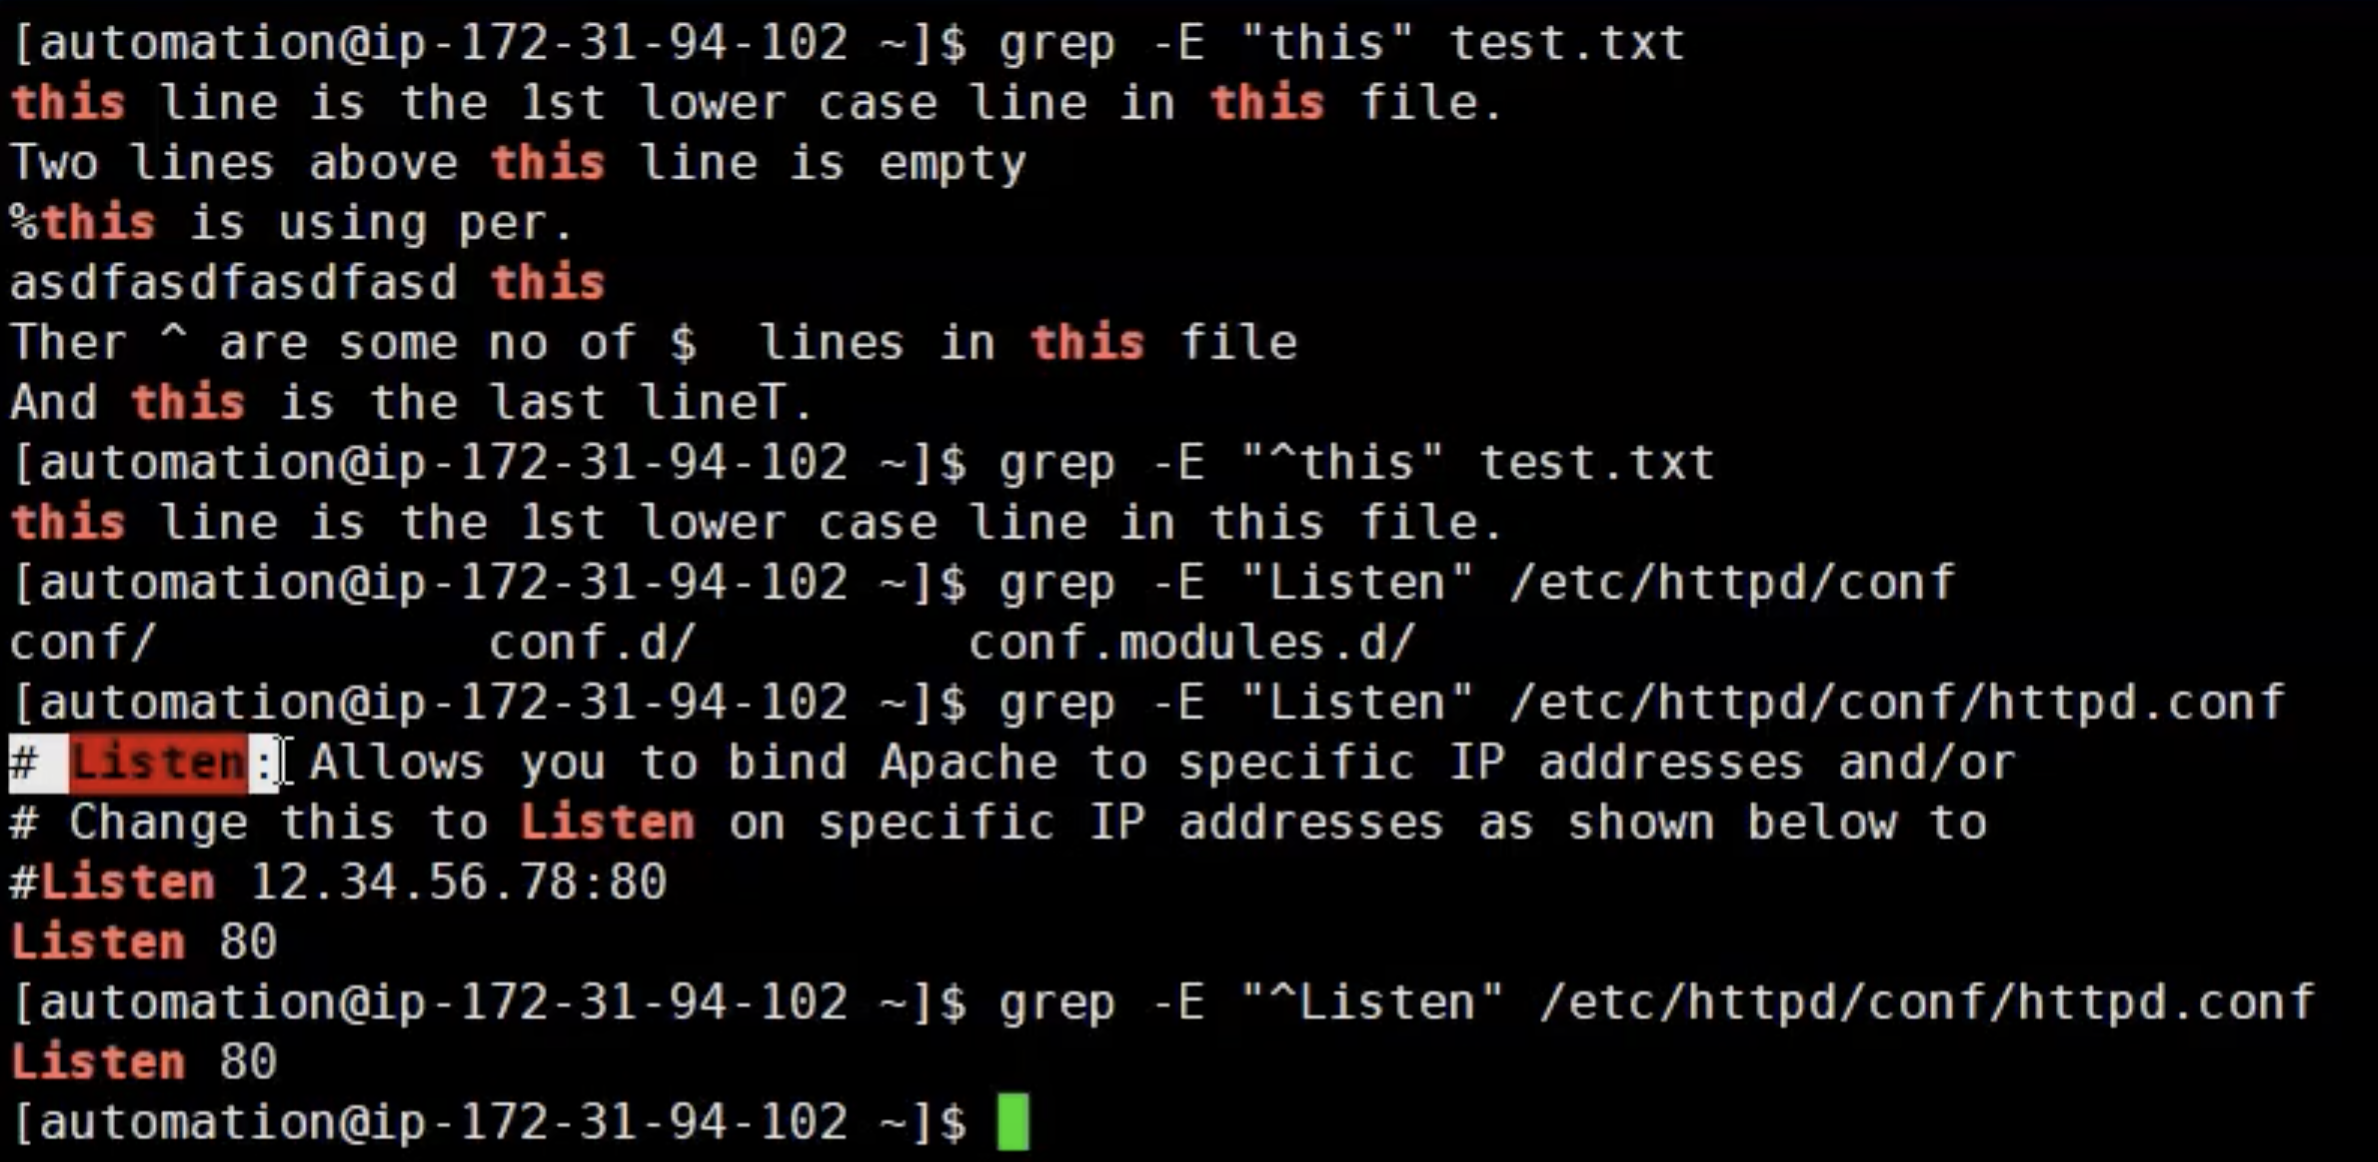 [automation@ip-172-31-94-102 ~]$ grep -E "this" test.txt
this line is the 1st lower case line in this file.
Two lines above this line is empty
%this is using per.
asdfasdfasdfasd this
Ther ^ are some no of $  lines in this file
And this is the last lineT.
[automation@ip-172-31-94-102 ~]$ grep -E "^this" test.txt
this line is the 1st lower case line in this file.
[automation@ip-172-31-94-102 ~]$ grep -E "Listen" /etc/httpd/conf
conf/           conf.d/         conf.modules.d/
[automation@ip-172-31-94-102 ~]$ grep -E "Listen" /etc/httpd/conf/httpd.conf
# Listen: Allows you to bind Apache to specific IP addresses and/or
# Change this to Listen on specific IP addresses as shown below to
#Listen 12.34.56.78:80
Listen 80
[automation@ip-172-31-94-102 ~]$ grep -E "^Listen" /etc/httpd/conf/httpd.conf
Listen 80
[automation@ip-172-31-94-102 ~]$